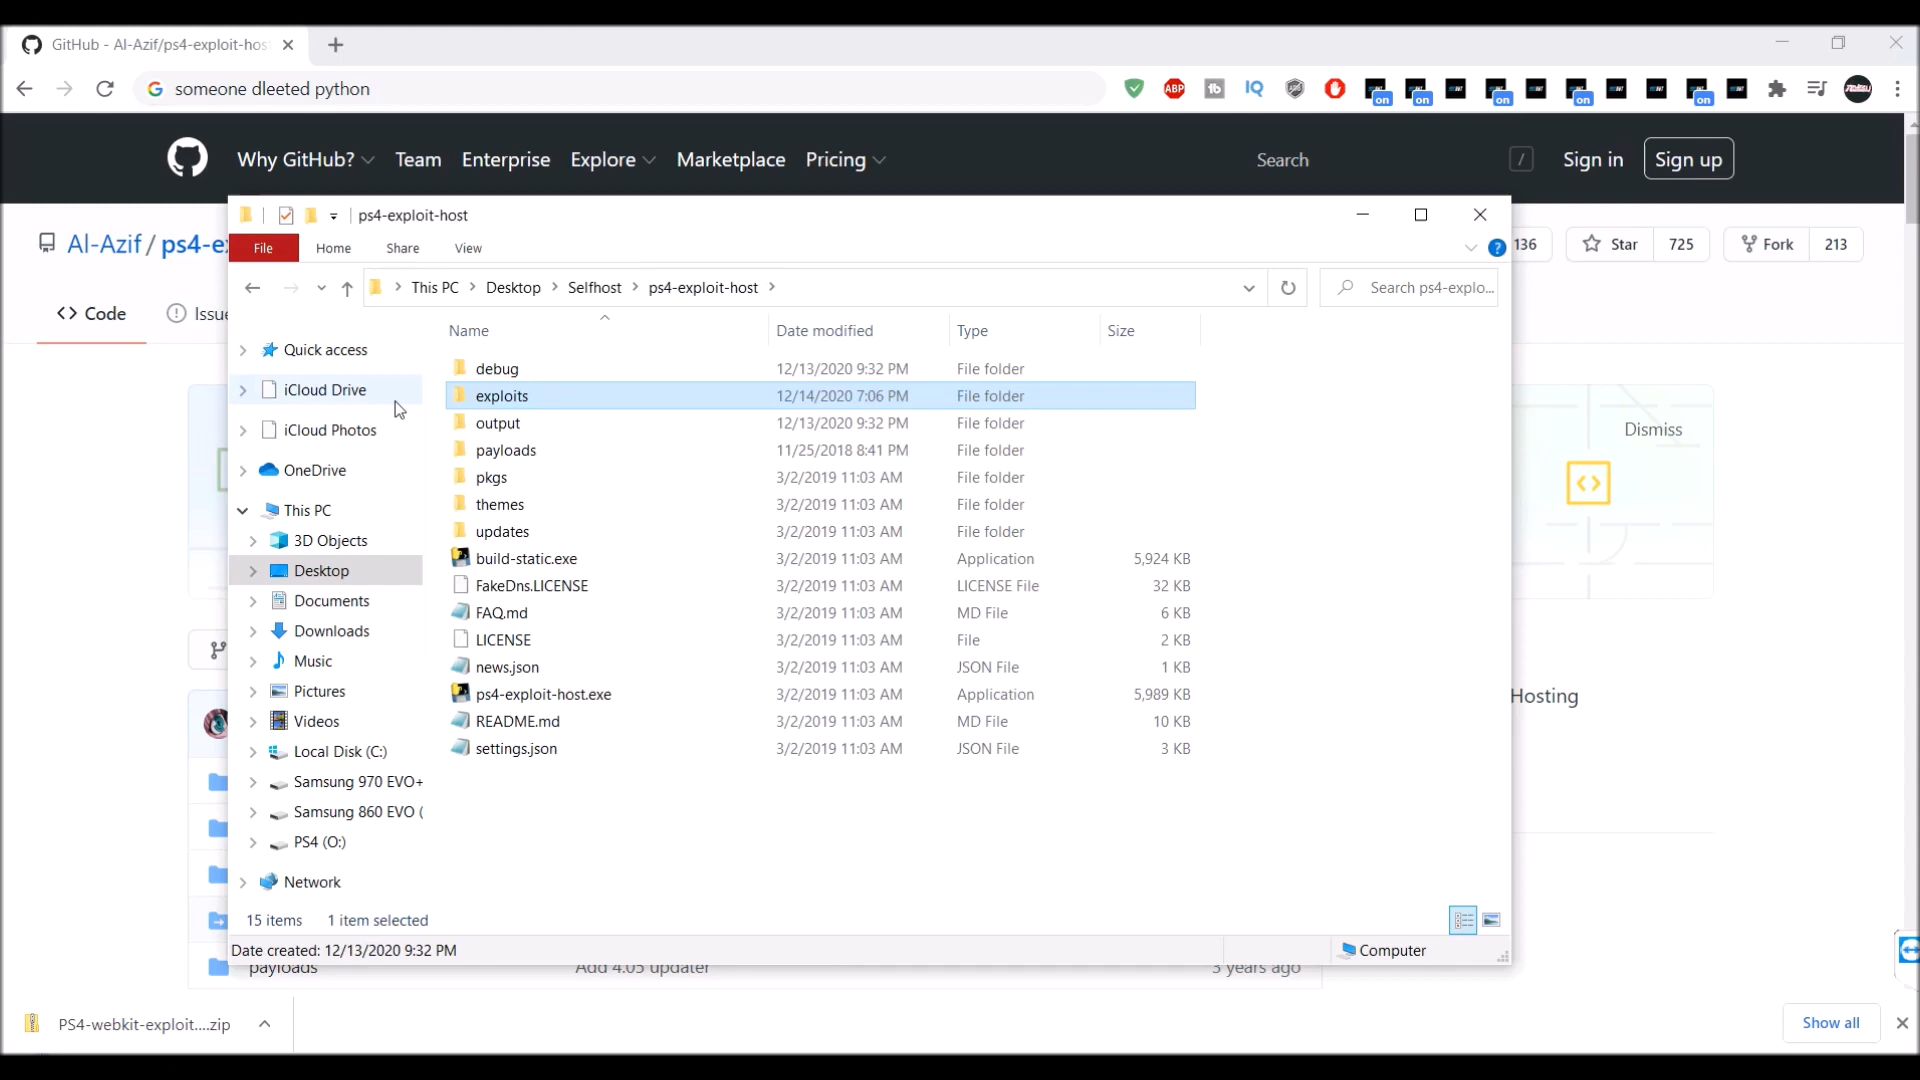 GitHub - Al-Azif/ps4-exploit-hos
someone dleeted python
ABP
tb
IQ
on
on
on
on
on
Why GitHub?
Team
Enterprise
Explore
Marketplace
Pricing
Search
/
Sign in
Sign up
Al-Azif / ps4-e
136
Star
725
Fork
213
Code
Issu
Dismiss
Hosting
ps4-exploit-host
File
Home
Share
View
?
This PC
Desktop
Selfhost
ps4-exploit-host
Search ps4-explo...
Quick access
iCloud Drive
iCloud Photos
OneDrive
This PC
3D Objects
Desktop
Documents
Downloads
Music
Pictures
Videos
Local Disk (C:)
Samsung 970 EVO+
Samsung 860 EVO (
PS4 (O:)
Network
Name Date modified Type Size
debug 12/13/2020 9:32 PM File folder
exploits 12/14/2020 7:06 PM File folder
output 12/13/2020 9:32 PM File folder
payloads 11/25/2018 8:41 PM File folder
pkgs 3/2/2019 11:03 AM File folder
themes 3/2/2019 11:03 AM File folder
updates 3/2/2019 11:03 AM File folder
build-static.exe 3/2/2019 11:03 AM Application 5,924 KB
FakeDns.LICENSE 3/2/2019 11:03 AM LICENSE File 32 KB
FAQ.md 3/2/2019 11:03 AM MD File 6 KB
LICENSE 3/2/2019 11:03 AM File 2 KB
news.json 3/2/2019 11:03 AM JSON File 1 KB
ps4-exploit-host.exe 3/2/2019 11:03 AM Application 5,989 KB
README.md 3/2/2019 11:03 AM MD File 10 KB
settings.json 3/2/2019 11:03 AM JSON File 3 KB
15 items 1 item selected
Date created: 12/13/2020 9:32 PM
Computer
payloads Add 4.05 updater 3 years ago
PS4-webkit-exploit....zip
Show all